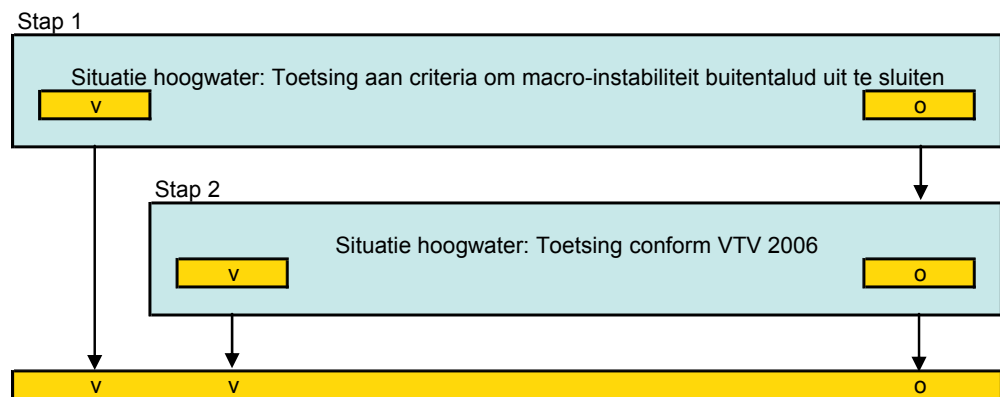 Stap 1
Situatie hoogwater: Toetsing aan criteria om macro-instabiliteit buitentalud uit te sluiten
v o
Stap 2
Situatie hoogwater: Toetsing conform VTV 2006
v o
v v o